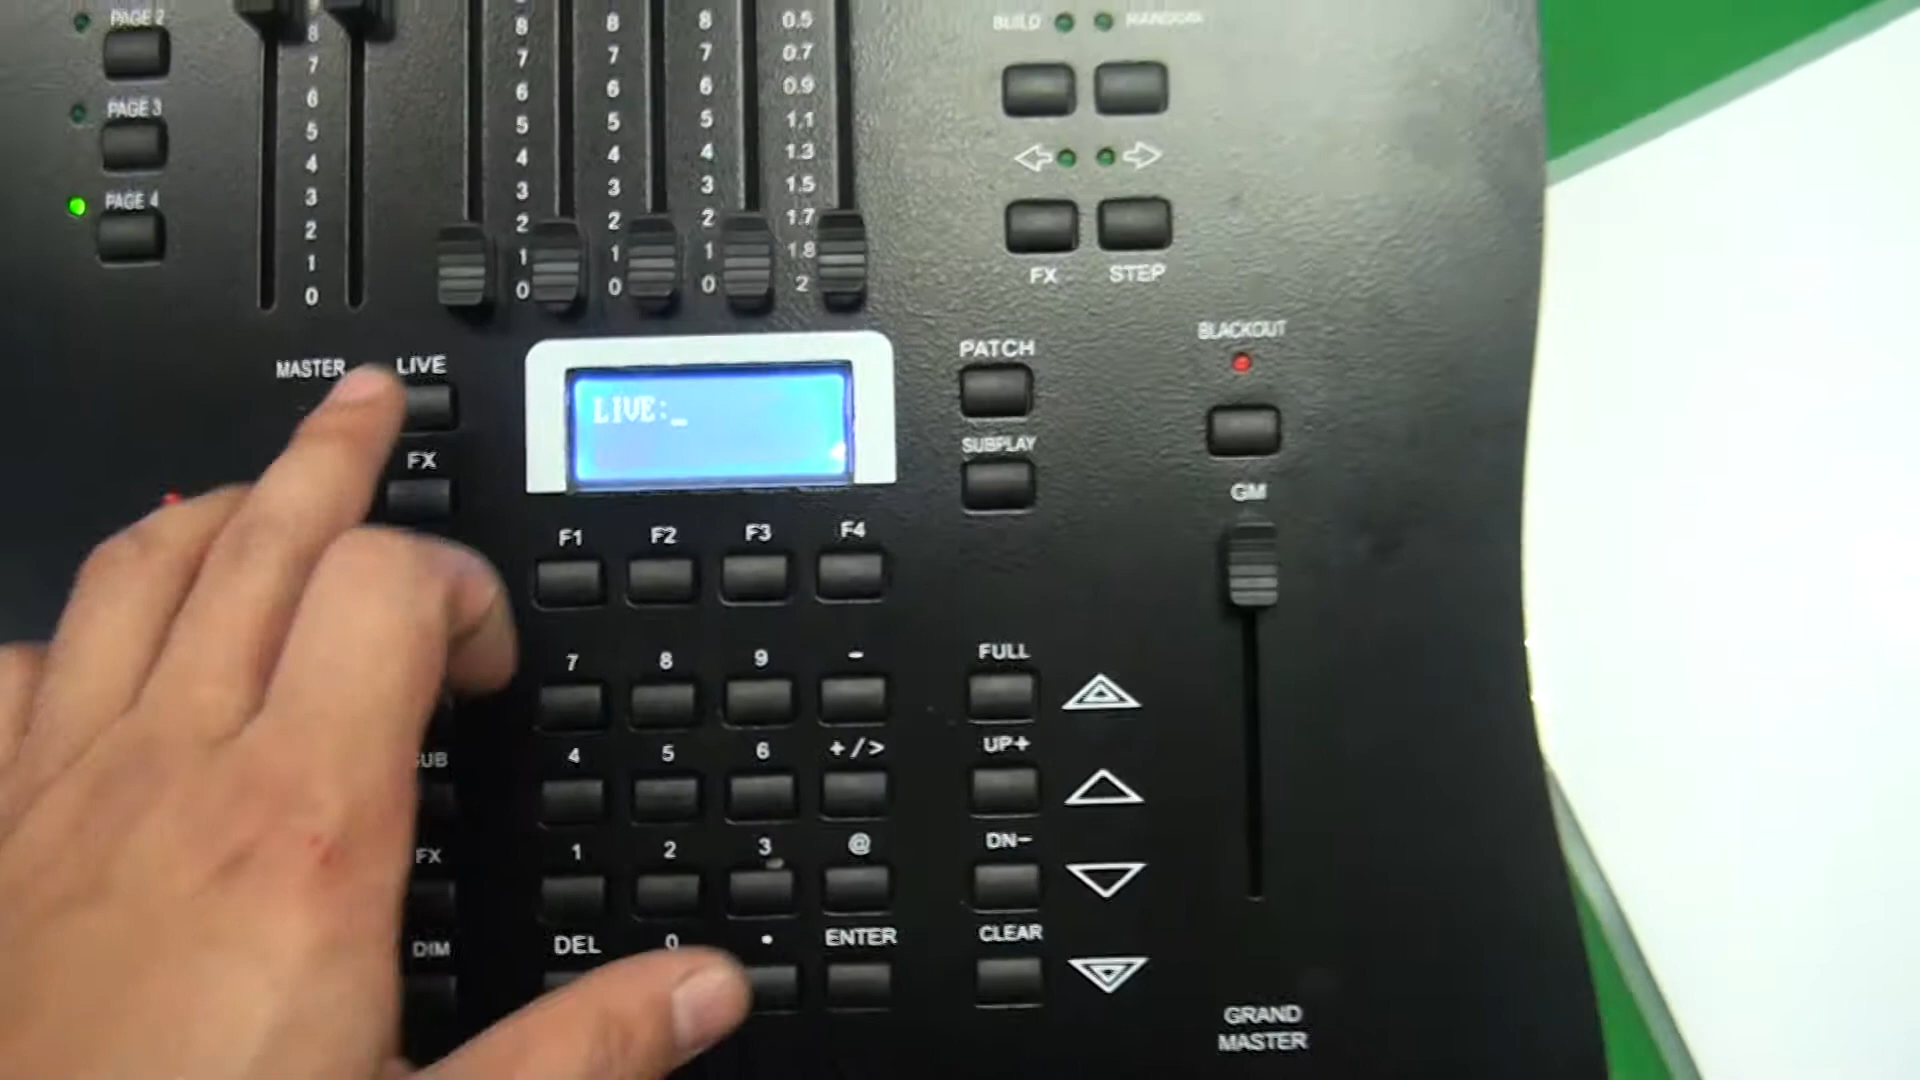 PAGE 2
PAGE 3
PAGE 4
8
7
6
5
4
3
2
1
0
8
7
6
5
4
3
2
1
0
8
7
6
5
4
3
2
1
0
8
7
6
5
4
3
2
1
0
0.5
0.7
0.9
1.1
1.3
1.5
1.7
1.8
2
BUILD
RANDOM
FX
STEP
MASTER
LIVE
FX
LIVE:_
PATCH
SUBPLAY
BLACKOUT
GM
F1 F2 F3 F4
7 8 9 -
4 5 6 +/>
1 2 3 @
DEL 0 • ENTER
FX
DIM
FULL
UP+
DN-
CLEAR
GRAND
MASTER